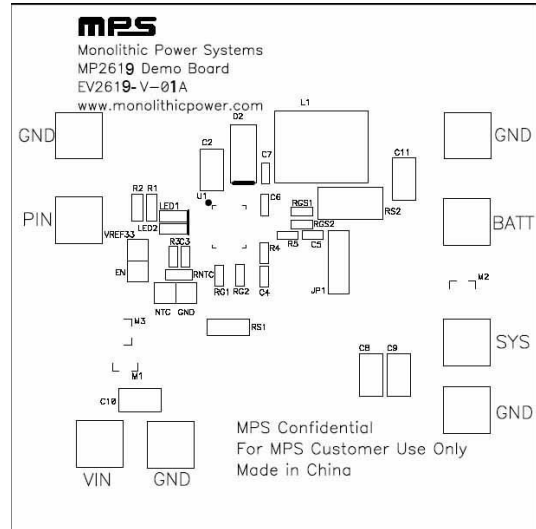 MPS
Monolithic Power Systems
MP2619 Demo Board
EV2619-V-01A
www.monolithicpower.com
L1
D2
GND
C2
GND
C7
C11
U1
R2 R1
C6
LED1
RGS1
RS2
PIN
BATT
LED2
RGS2
VREF33
R5
C5
R3
C3
R4
EN
RNTC
M2
RG1
RG2
C4
JP1
NTC
GND
M3
RS1
SYS
C8
C9
M1
C10
GND
MPS Confidential
For MPS Customer Use Only
Made in China
VIN
GND